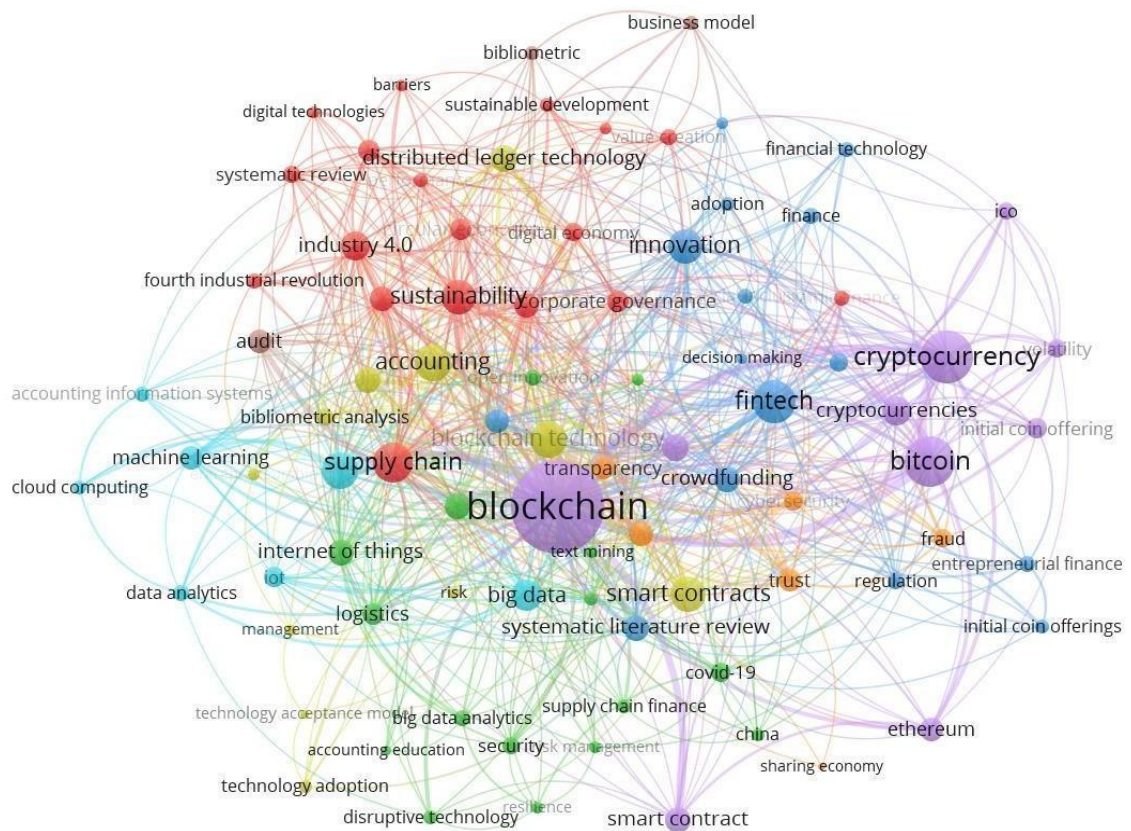 business model
bibliometric
barriers
sustainable development
digital technologies
value creation
financial technology
distributed ledger technology
systematic review
adoption
ico
finance
digital economy
industry 4.0
innovation
fourth industrial revolution
sustainability
corporate governance
audit
accounting
decision making
cryptocurrency
volatility
open innovation
accounting information systems
fintech
cryptocurrencies
bibliometric analysis
initial coin offering
blockchain technology
machine learning
supply chain
transparency
bitcoin
crowdfunding
cloud computing
blockchain
cybersecurity
fraud
internet of things
text mining
entrepreneurial finance
iot
trust
regulation
data analytics
risk
big data
smart contracts
logistics
management
systematic literature review
initial coin offerings
covid-19
supply chain finance
technology acceptance model
big data analytics
ethereum
china
accounting education
security
risk management
sharing economy
technology adoption
resilience
disruptive technology
smart contract